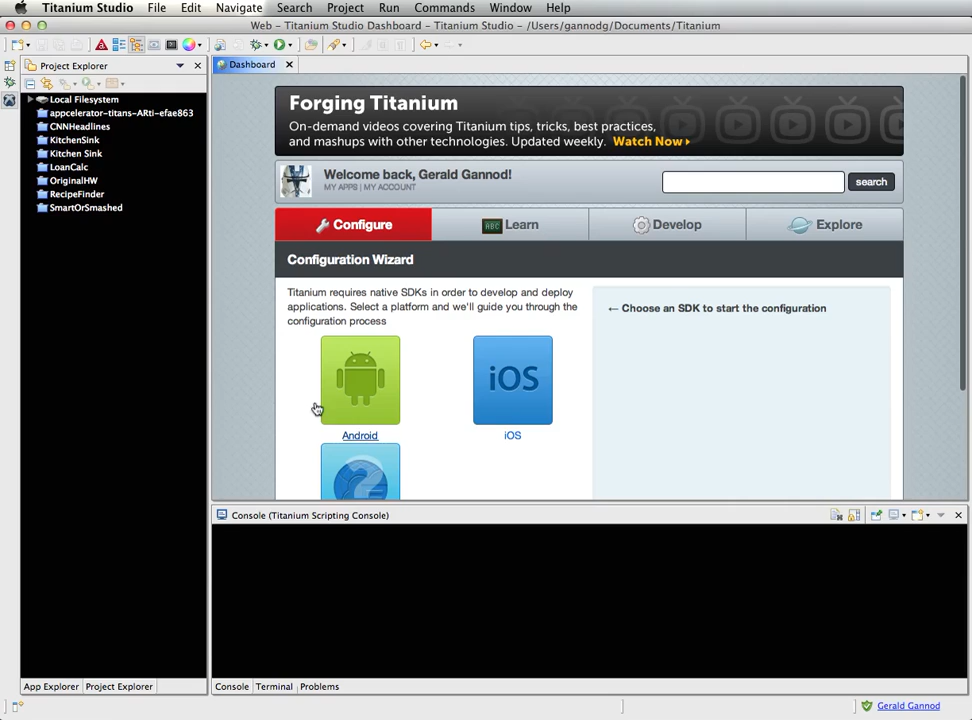 Titanium Studio File Edit Navigate Search Project Run Commands Window Help
Web – Titanium Studio Dashboard – Titanium Studio – /Users/gannodg/Documents/Titanium
Project Explorer
Dashboard
Local Filesystem
appcelerator-titans-ARti-efae863
CNNHeadlines
KitchenSink
Kitchen Sink
LoanCalc
OriginalHW
RecipeFinder
SmartOrSmashed
Forging Titanium
On-demand videos covering Titanium tips, tricks, best practices,
and mashups with other technologies. Updated weekly. Watch Now
Welcome back, Gerald Gannod!
MY APPS | MY ACCOUNT
search
Configure
ABC Learn
Develop
Explore
Configuration Wizard
Titanium requires native SDKs in order to develop and deploy
applications. Select a platform and we'll guide you through the
configuration process
← Choose an SDK to start the configuration
iOS
Android
iOS
Console (Titanium Scripting Console)
App Explorer Project Explorer
Console Terminal Problems
Gerald Gannod